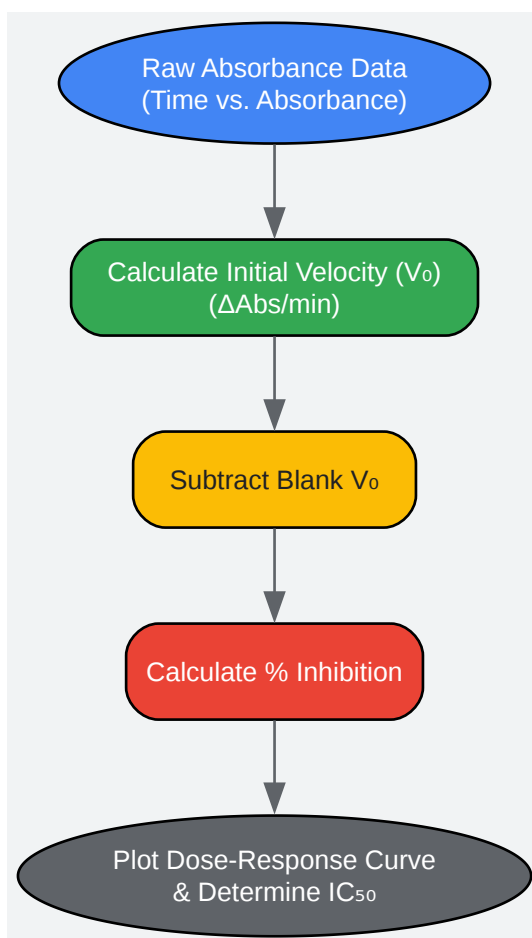 Raw Absorbance Data
(Time vs. Absorbance)
Calculate Initial Velocity (V₀)
(ΔAbs/min)
Subtract Blank V₀
Calculate % Inhibition
Plot Dose-Response Curve
& Determine IC₅₀